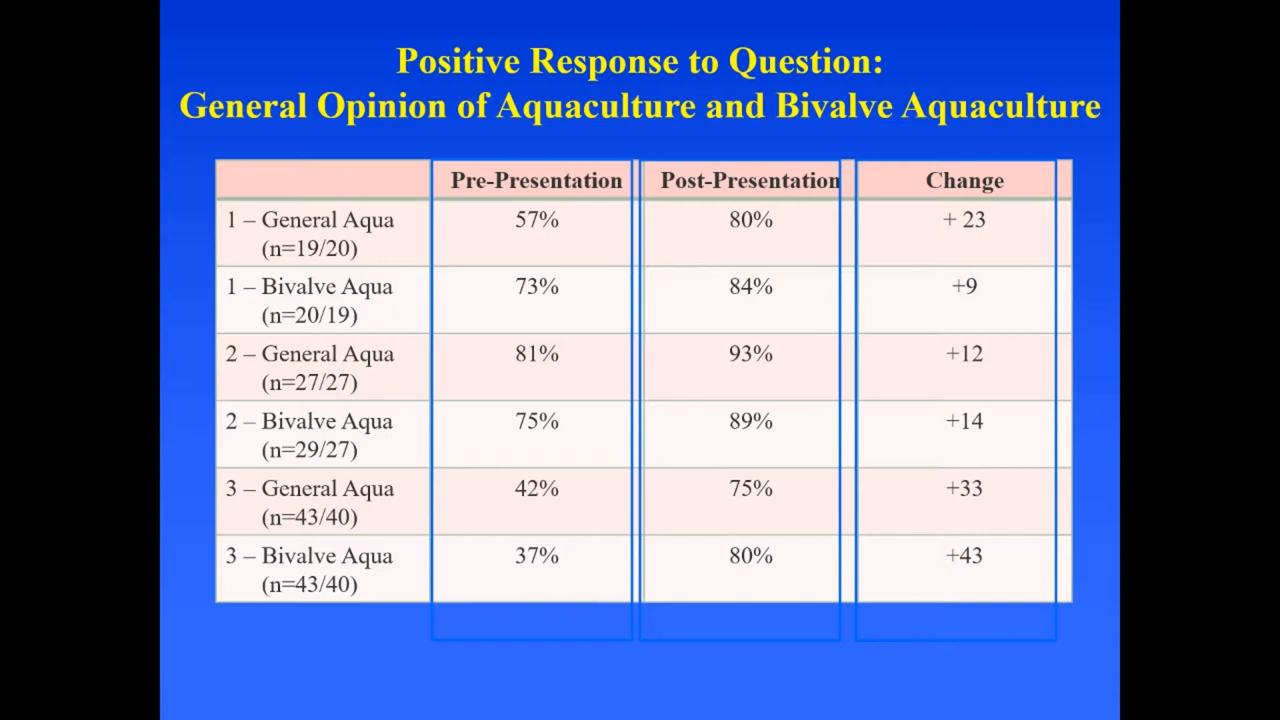 Positive Response to Question:
General Opinion of Aquaculture and Bivalve Aquaculture
Pre-Presentation Post-Presentation Change
1 – General Aqua 57% 80% + 23
(n=19/20)
1 – Bivalve Aqua 73% 84% +9
(n=20/19)
2 – General Aqua 81% 93% +12
(n=27/27)
2 – Bivalve Aqua 75% 89% +14
(n=29/27)
3 – General Aqua 42% 75% +33
(n=43/40)
3 – Bivalve Aqua 37% 80% +43
(n=43/40)